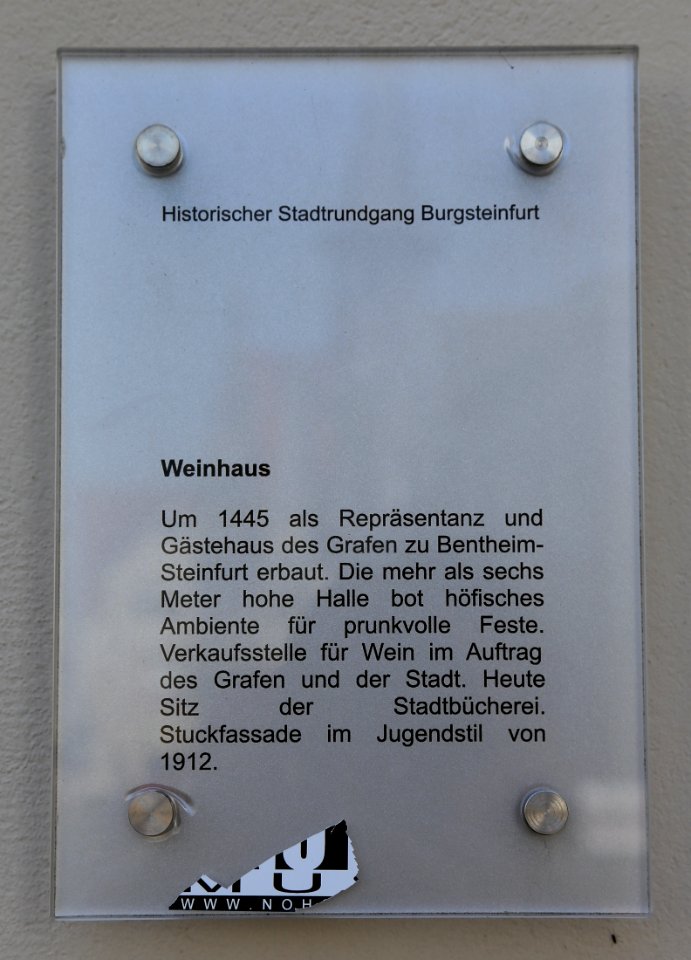 Historischer Stadtrundgang Burgsteinfurt
Weinhaus
Um 1445 als Repräsentanz und
Gästehaus des Grafen zu Bentheim-
Steinfurt erbaut. Die mehr als sechs
Meter hohe Halle bot höfisches
Ambiente für prunkvolle Feste.
Verkaufsstelle für Wein im Auftrag
des Grafen und der Stadt. Heute
Sitz der Stadtbücherei.
Stuckfassade im Jugendstil von
1912.
WWW.NOH